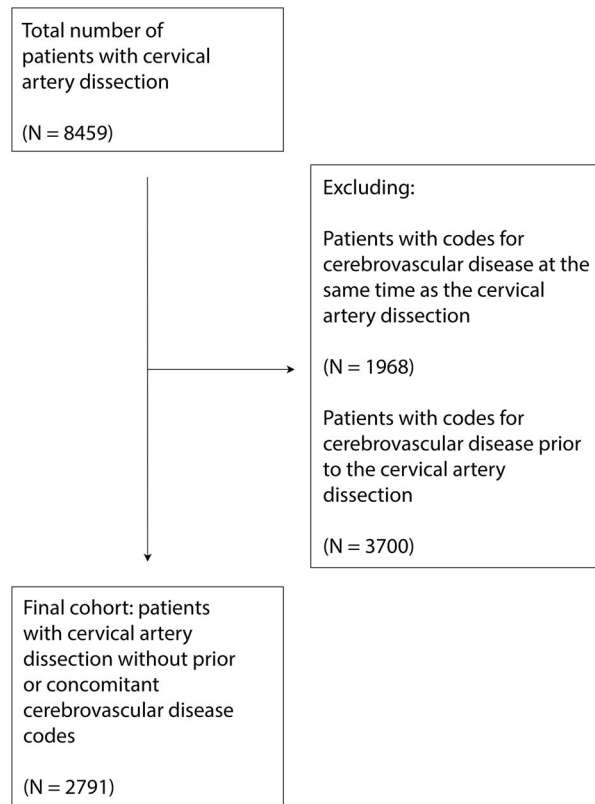 Total number of
patients with cervical
artery dissection
(N = 8459)
Excluding:
Patients with codes for
cerebrovascular disease at the
same time as the cervical
artery dissection
(N = 1968)
Patients with codes for
cerebrovascular disease prior
to the cervical artery
dissection
(N = 3700)
Final cohort: patients
with cervical artery
dissection without prior
or concomitant
cerebrovascular disease
codes
(N = 2791)